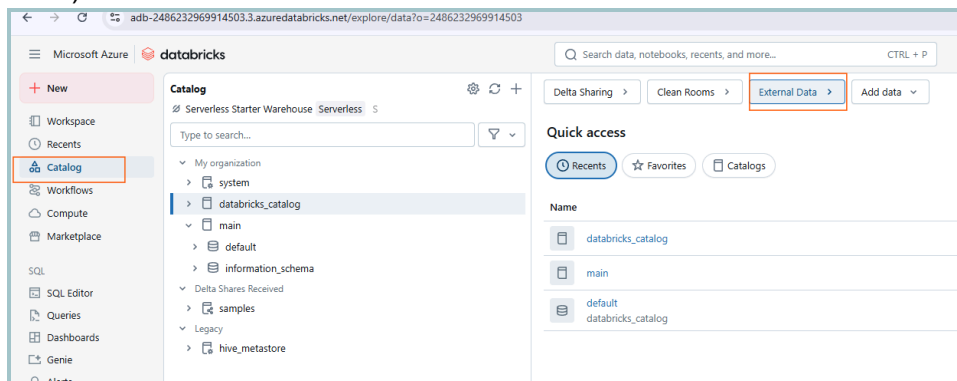 adb-2486232969914503.3.azuredatabricks.net/explore/data?o=2486232969914503
Microsoft Azure databricks
Search data, notebooks, recents, and more... CTRL + P
New
Workspace
Recents
Catalog
Workflows
Compute
Marketplace
SQL
SQL Editor
Queries
Dashboards
Genie
Catalog
Serverless Starter Warehouse Serverless S
Type to search...
My organization
system
databricks_catalog
main
default
information_schema
Delta Shares Received
samples
Legacy
hive_metastore
Delta Sharing > Clean Rooms > External Data > Add data
Quick access
Recents Favorites Catalogs
Name
databricks_catalog
main
default
databricks_catalog